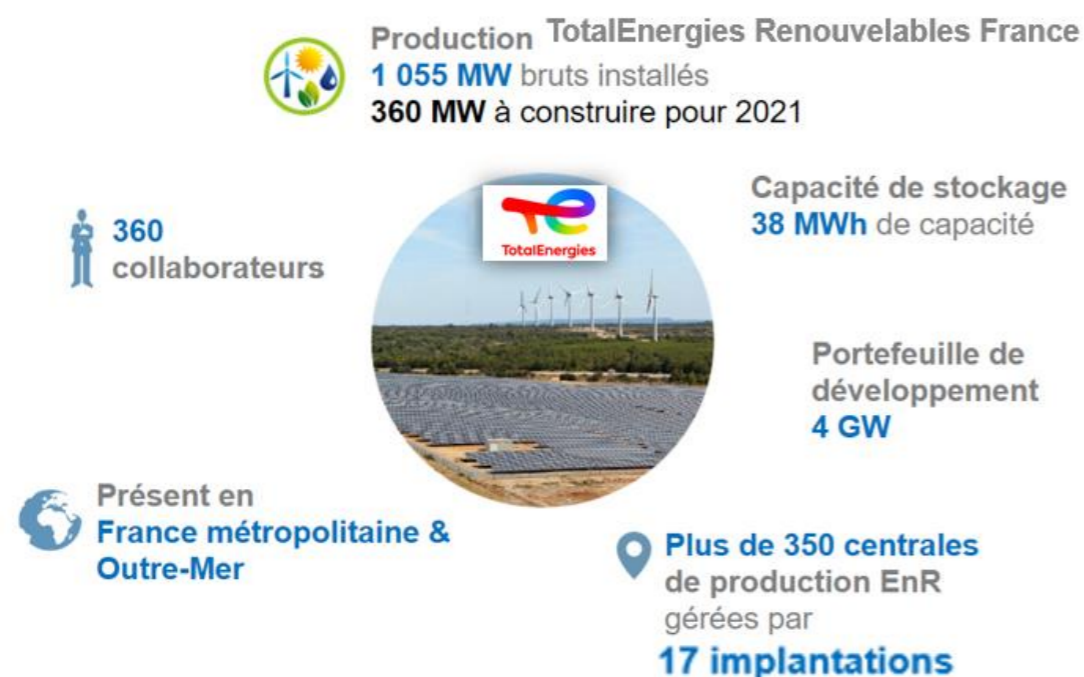 Production TotalEnergies Renouvelables France
1 055 MW bruts installés
360 MW à construire pour 2021
TotalEnergies
Capacité de stockage
38 MWh de capacité
360
collaborateurs
Portefeuille de
développement
4 GW
Présent en
France métropolitaine &
Outre-Mer
Plus de 350 centrales
de production EnR
gérées par
17 implantations